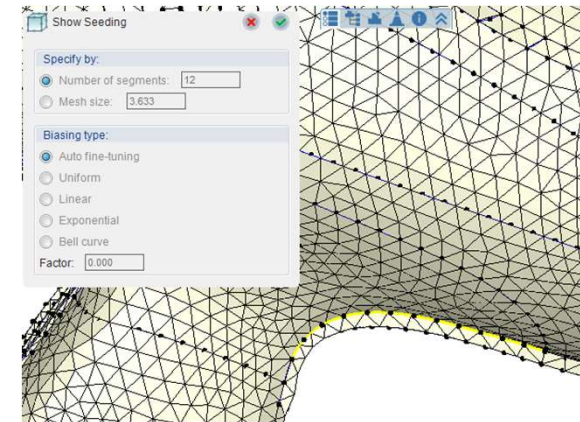 Show Seeding
Specify by:
Number of segments: 12
Mesh size: 3.633
Biasing type:
Auto fine-tuning
Uniform
Linear
Exponential
Bell curve
Factor: 0.000